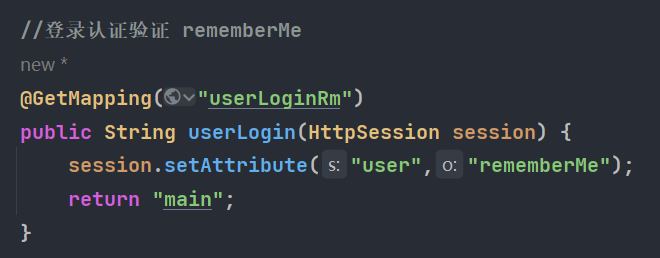 //登录认证验证 rememberMe
new *
@GetMapping("userLoginRm")
public String userLogin(HttpSession session) {
session.setAttribute( s: "user", o: "rememberMe");
return "main";
}